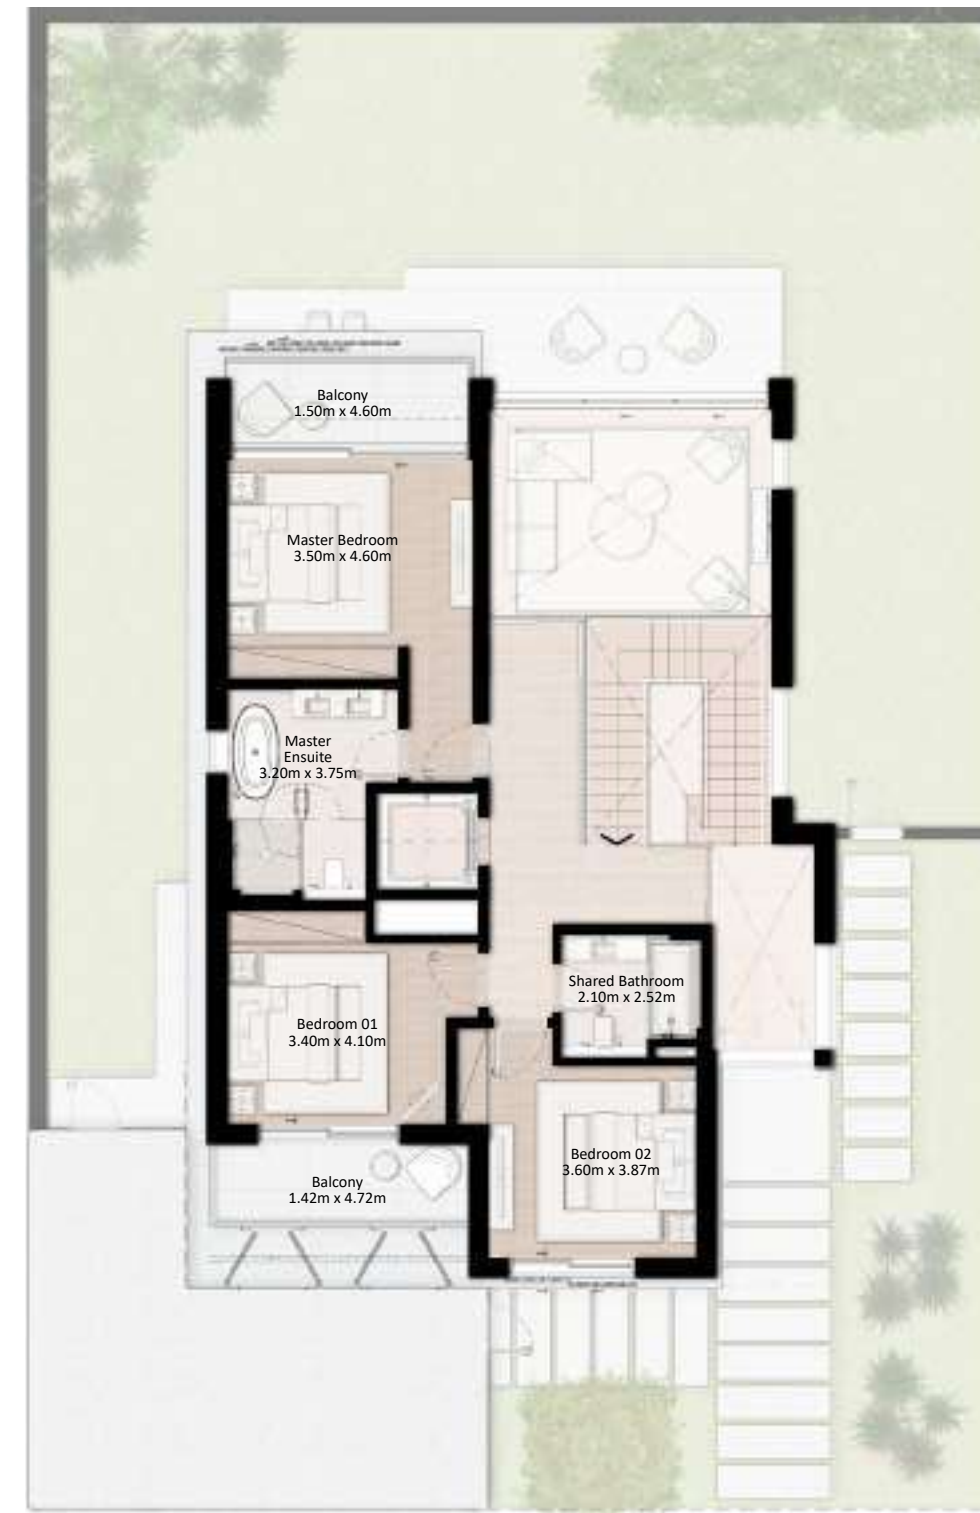 Balcony
1.50m x 4.60m
Master Bedroom
3.50m x 4.60m
Master
Ensuite
3.20m x 3.75m
Shared Bathroom
2.10m x 2.52m
Bedroom 01
3.40m x 4.10m
Bedroom 02
3.60m x 3.87m
Balcony
1.42m x 4.72m